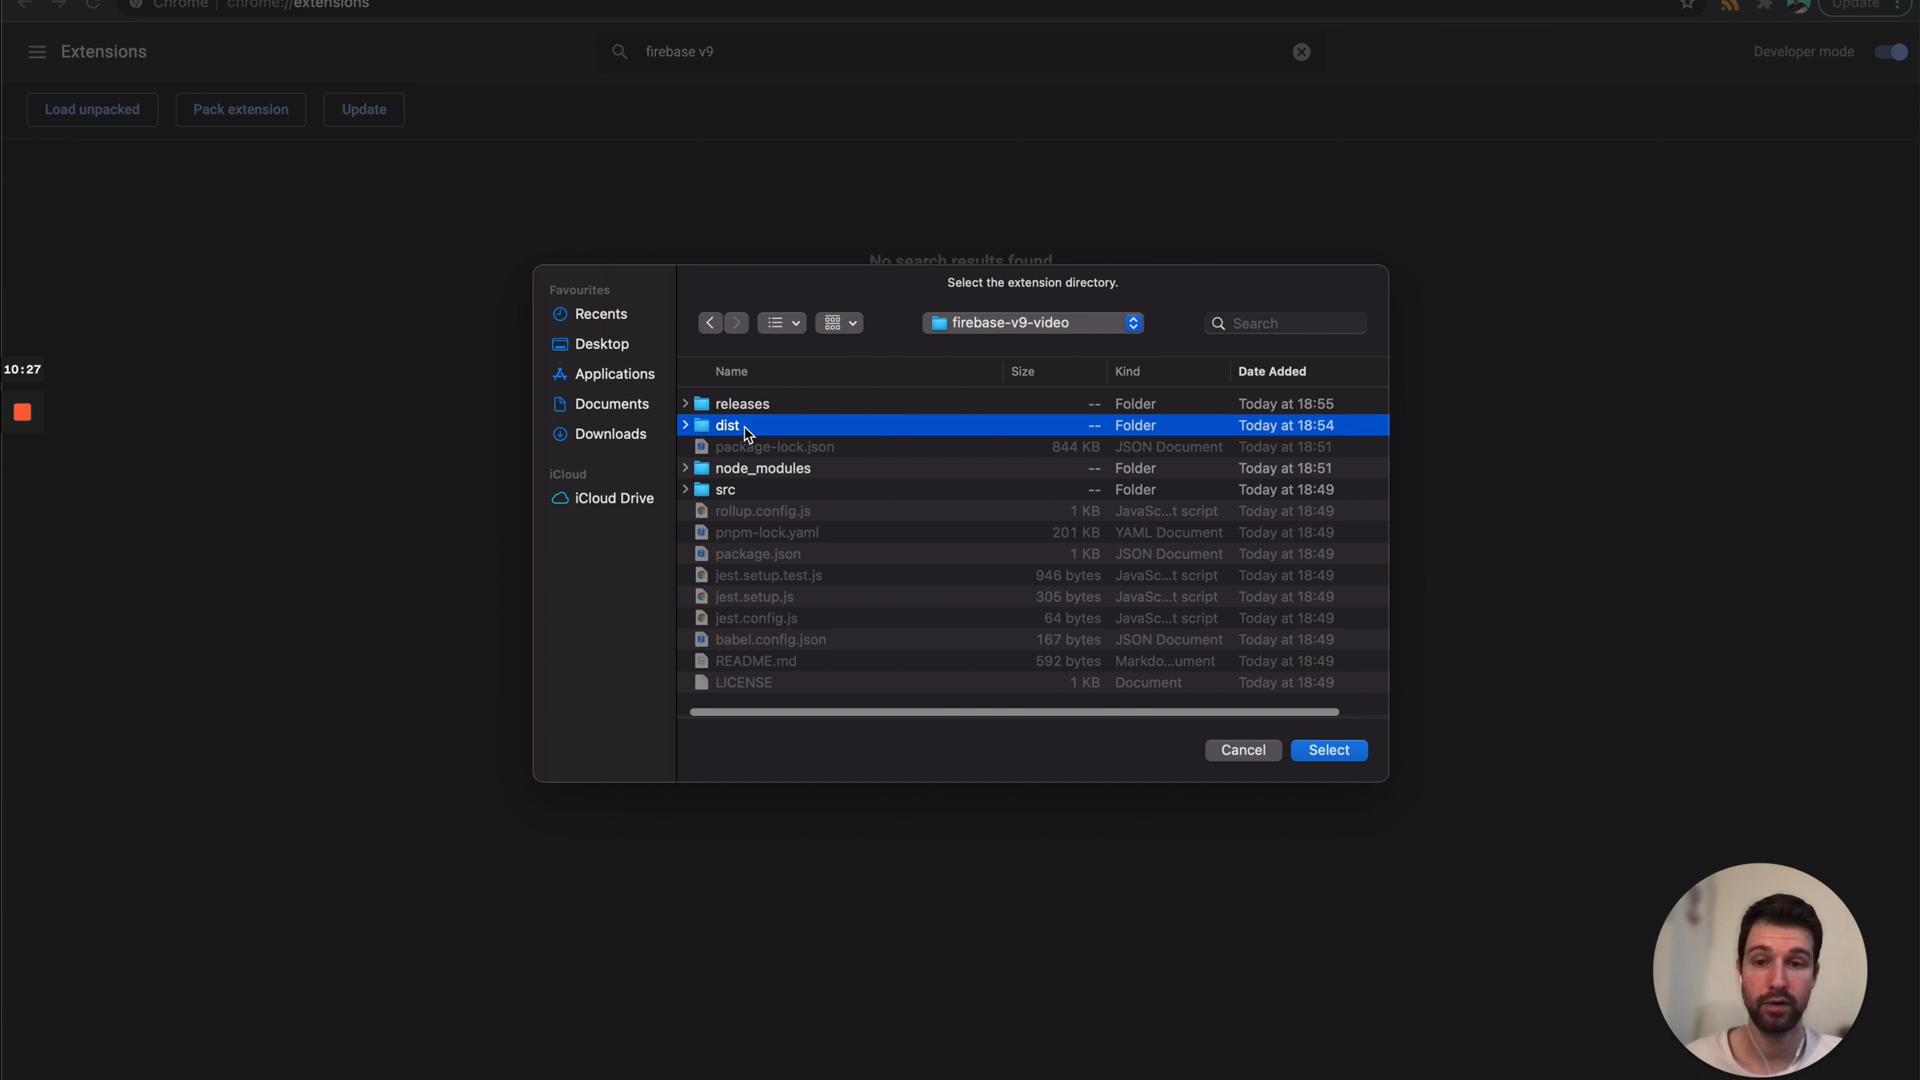 Chrome | chrome://extensions
Update
Extensions
firebase v9
Developer mode
Load unpacked
Pack extension
Update
No search results found
Select the extension directory.
Favourites
Recents
Desktop
Applications
Documents
Downloads
iCloud
iCloud Drive
firebase-v9-video
Search
Name Size Kind Date Added
releases -- Folder Today at 18:55
dist -- Folder Today at 18:54
package-lock.json 844 KB JSON Document Today at 18:51
node_modules -- Folder Today at 18:51
src -- Folder Today at 18:49
rollup.config.js 1 KB JavaSc...t script Today at 18:49
pnpm-lock.yaml 201 KB YAML Document Today at 18:49
package.json 1 KB JSON Document Today at 18:49
jest.setup.test.js 946 bytes JavaSc...t script Today at 18:49
jest.setup.js 305 bytes JavaSc...t script Today at 18:49
jest.config.js 64 bytes JavaSc...t script Today at 18:49
babel.config.json 167 bytes JSON Document Today at 18:49
README.md 592 bytes Markdo...ument Today at 18:49
LICENSE 1 KB Document Today at 18:49
Cancel
Select
10:27